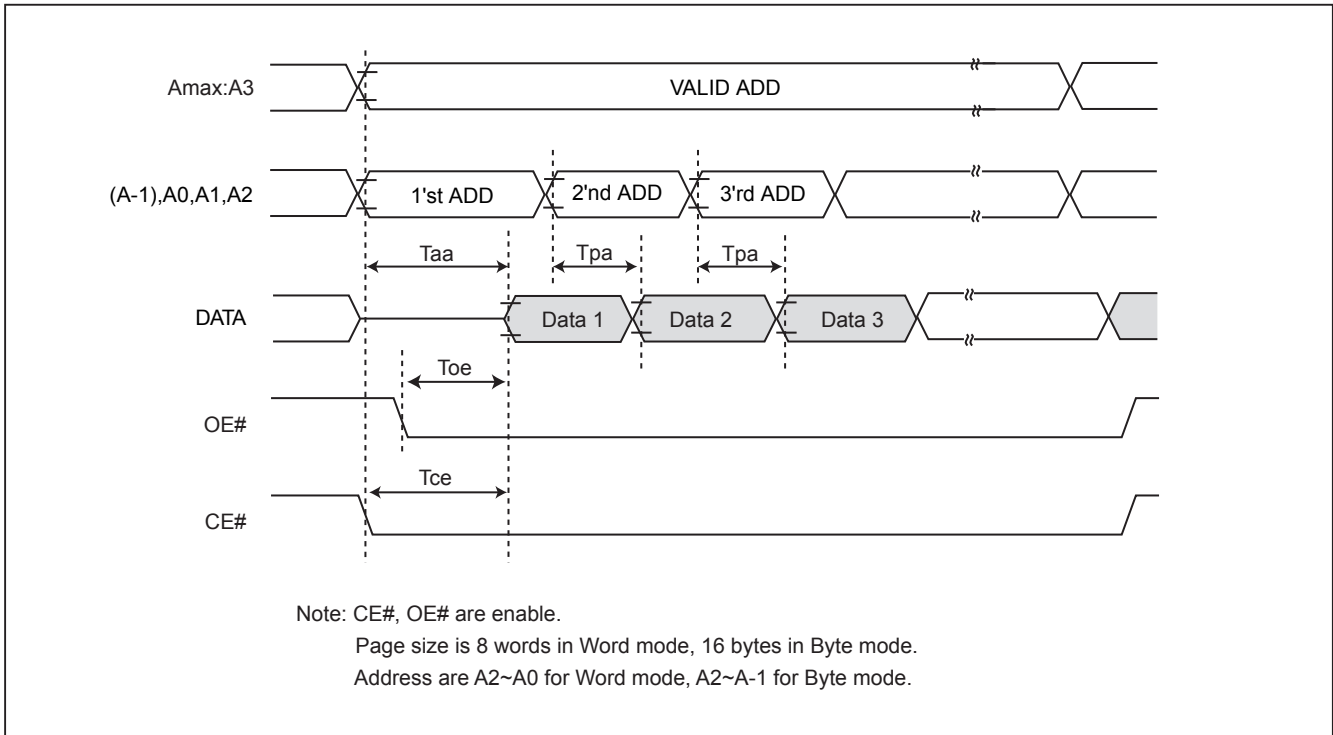 Amax:A3
VALID ADD
(A-1),A0,A1,A2
1'st ADD
2'nd ADD
3'rd ADD
Taa
Tpa
Tpa
DATA
Data 1
Data 2
Data 3
Toe
OE#
Tce
CE#
Note: CE#, OE# are enable.
Page size is 8 words in Word mode, 16 bytes in Byte mode.
Address are A2~A0 for Word mode, A2~A-1 for Byte mode.